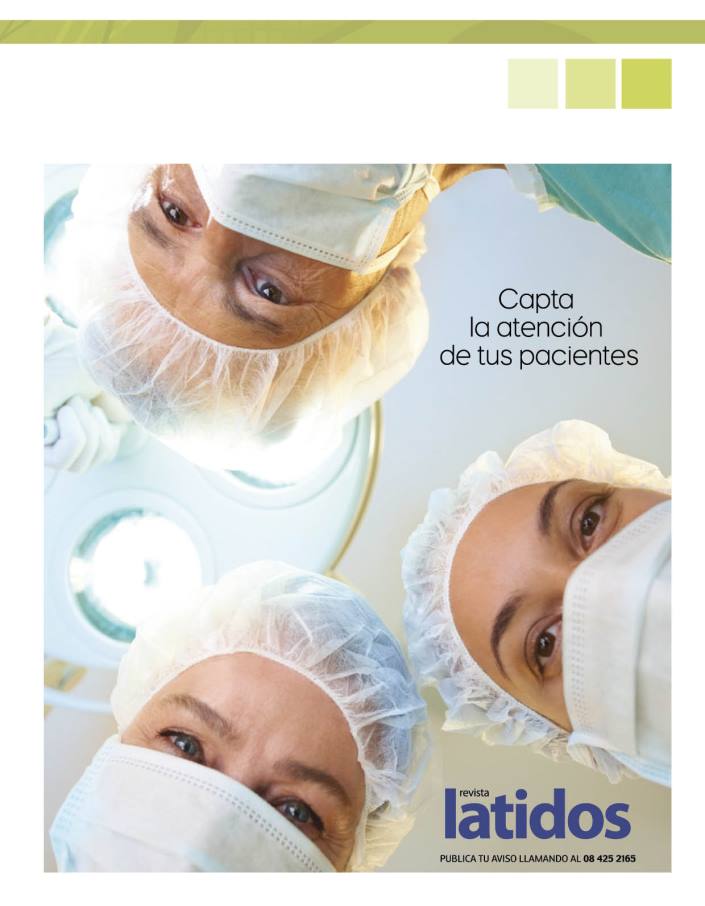 Capta
la atención
de tus pacientes
revista
latidos
PUBLICA TU AVISO LLAMANDO AL 08 425 2165